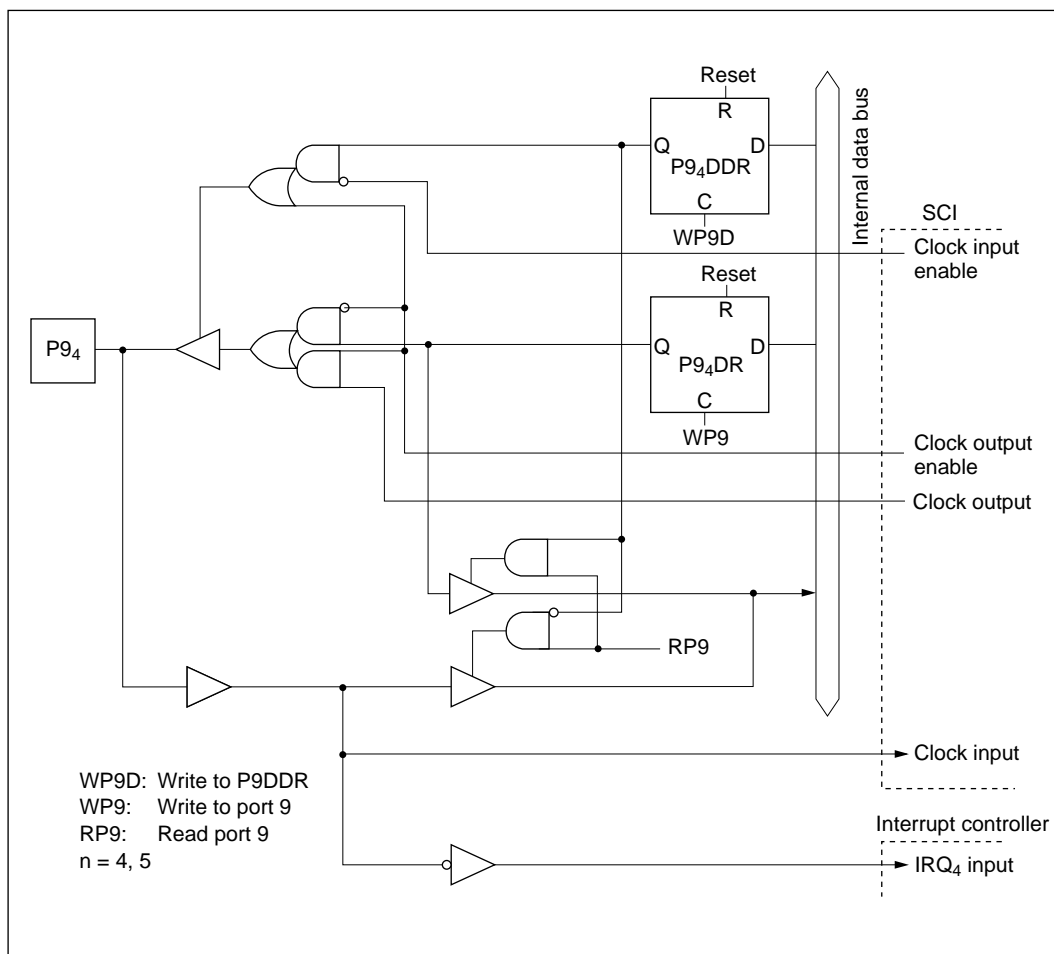 Reset
R
Q
D
P9₄DDR
C
WP9D
Internal data bus
SCI
Clock input
enable
Reset
R
Q
D
P9₄DR
C
WP9
P9₄
Clock output
enable
Clock output
RP9
Clock input
WP9D: Write to P9DDR
WP9: Write to port 9
RP9: Read port 9
n = 4, 5
Interrupt controller
IRQ₄ input